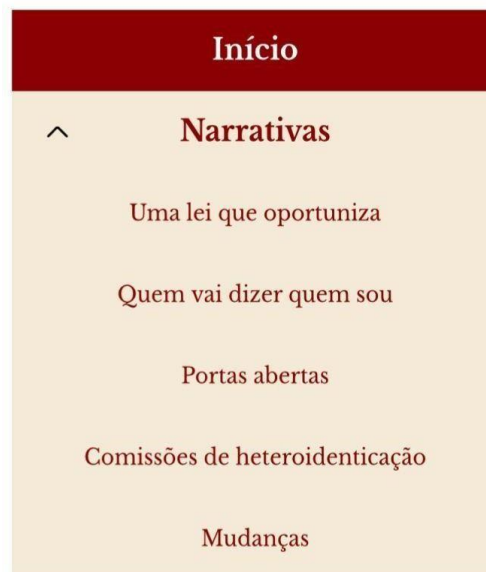 Início
Narrativas
Uma lei que oportuniza
Quem vai dizer quem sou
Portas abertas
Comissões de heteroidenticação
Mudanças